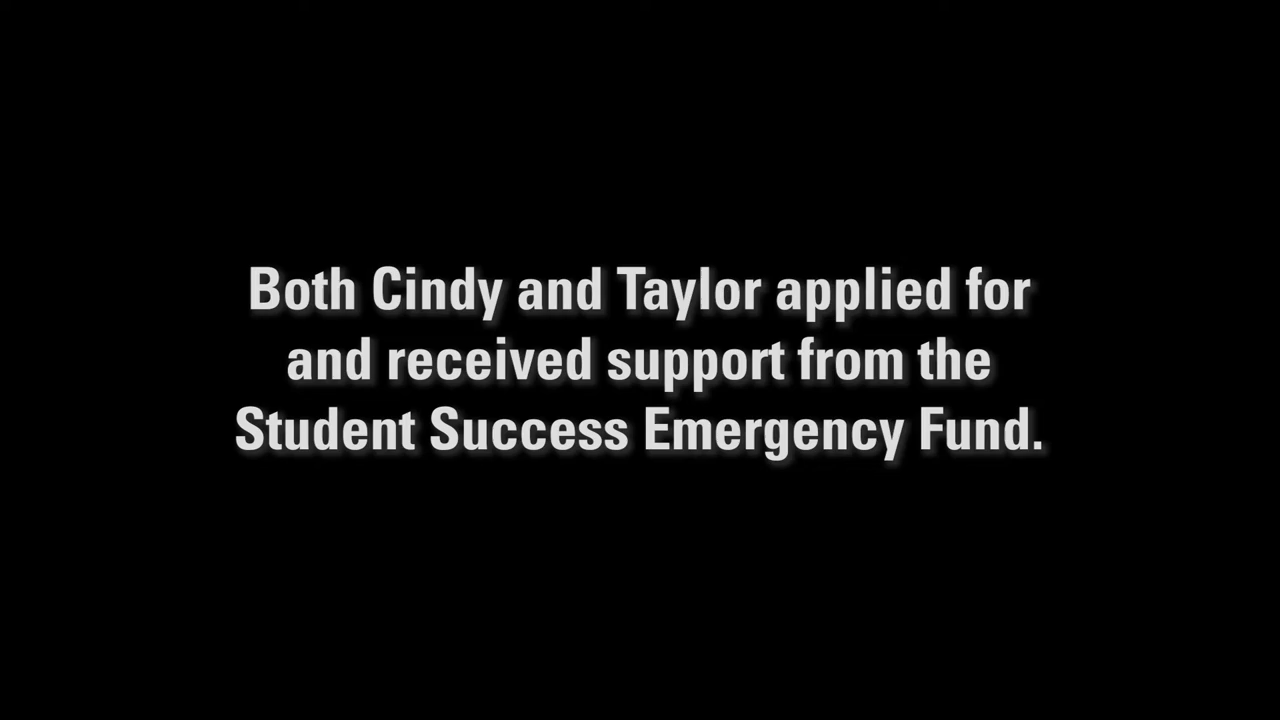 Both Cindy and Taylor applied for
and received support from the
Student Success Emergency Fund.